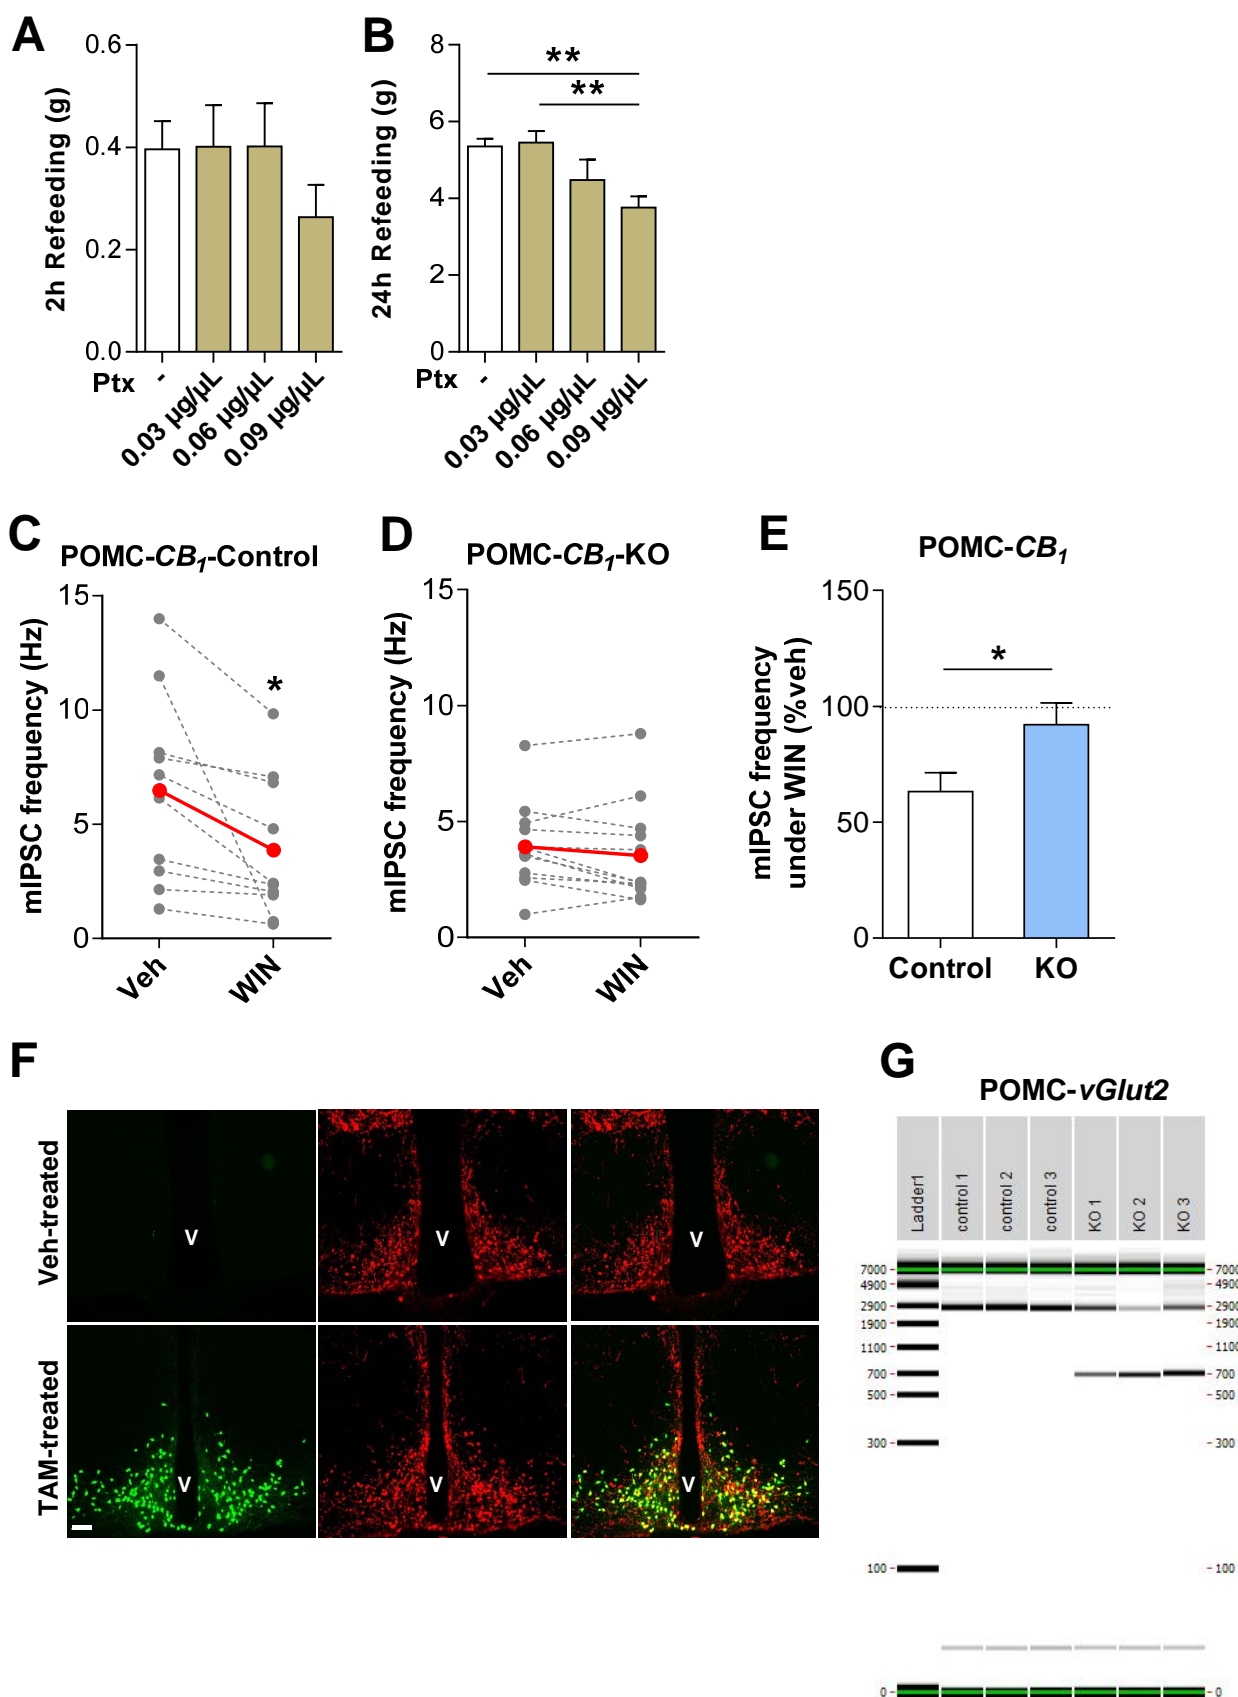 A
2h Refeeding (g)
0.6
0.4
0.2
0.0
Ptx
-
0.03 µg/µL
0.06 µg/µL
0.09 µg/µL
B
24h Refeeding (g)
8
6
4
2
0
**
**
Ptx
-
0.03 µg/µL
0.06 µg/µL
0.09 µg/µL
C
POMC-CB1-Control
mIPSC frequency (Hz)
15
10
5
0
*
Veh
WIN
D
POMC-CB1-KO
mIPSC frequency (Hz)
15
10
5
0
Veh
WIN
E
POMC-CB1
mIPSC frequency
under WIN (%veh)
150
100
50
0
*
Control
KO
F
Veh-treated
V
V
V
TAM-treated
V
V
V
G
POMC-vGlut2
Ladder1
control 1
control 2
control 3
KO 1
KO 2
KO 3
7000
4900
2900
1900
1100
700
500
300
100
0
7000
4900
2900
1900
1100
700
500
300
100
0